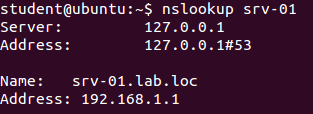 student@ubuntu:~$ nslookup srv-01
Server:         127.0.0.1
Address:        127.0.0.1#53

Name:   srv-01.lab.loc
Address: 192.168.1.1